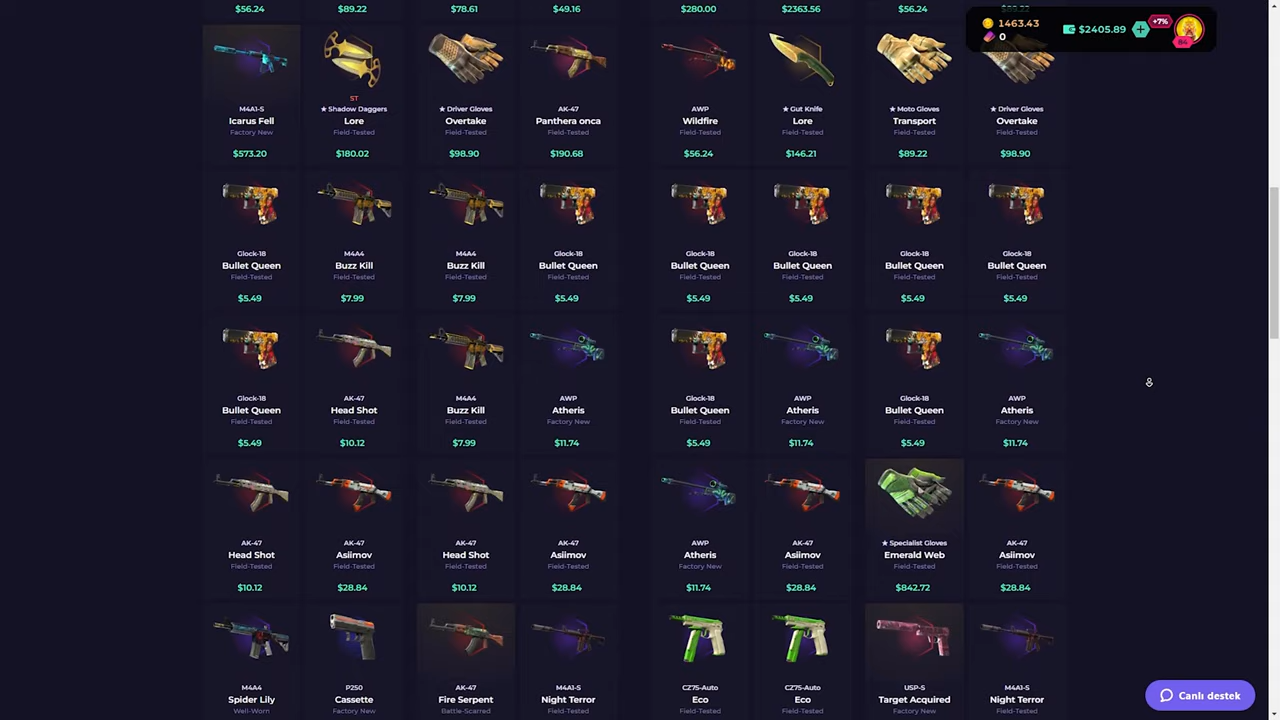 $56.24 $89.22 $78.61 $49.16 $280.00 $2363.56 $56.24
1463.43
0
$2405.89
+7%
84
ST
M4A1-S ★ Shadow Daggers ★ Driver Gloves AK-47 AWP ★ Gut Knife ★ Moto Gloves ★ Driver Gloves
Icarus Fell Lore Overtake Panthera onca Wildfire Lore Transport Overtake
Factory New Field-Tested Field-Tested Field-Tested Field-Tested Field-Tested Field-Tested Field-Tested
$573.20 $180.02 $98.90 $190.68 $56.24 $146.21 $89.22 $98.90
Glock-18 M4A4 M4A4 Glock-18 Glock-18 Glock-18 Glock-18 Glock-18
Bullet Queen Buzz Kill Buzz Kill Bullet Queen Bullet Queen Bullet Queen Bullet Queen Bullet Queen
Field-Tested Field-Tested Field-Tested Field-Tested Field-Tested Field-Tested Field-Tested Field-Tested
$5.49 $7.99 $7.99 $5.49 $5.49 $5.49 $5.49 $5.49
Glock-18 AK-47 M4A4 AWP Glock-18 AWP Glock-18 AWP
Bullet Queen Head Shot Buzz Kill Atheris Bullet Queen Atheris Bullet Queen Atheris
Field-Tested Field-Tested Field-Tested Factory New Field-Tested Factory New Field-Tested Factory New
$5.49 $10.12 $7.99 $11.74 $5.49 $11.74 $5.49 $11.74
AK-47 AK-47 AK-47 AK-47 AWP AK-47 ★ Specialist Gloves AK-47
Head Shot Asiimov Head Shot Asiimov Atheris Asiimov Emerald Web Asiimov
Field-Tested Field-Tested Field-Tested Field-Tested Factory New Field-Tested Field-Tested Field-Tested
$10.12 $28.84 $10.12 $28.84 $11.74 $28.84 $842.72 $28.84
M4A4 P250 AK-47 M4A1-S CZ75-Auto CZ75-Auto USP-S M4A1-S
Spider Lily Cassette Fire Serpent Night Terror Eco Eco Target Acquired Night Terror
Well-Worn Factory New Battle-Scarred Field-Tested Field-Tested Field-Tested Factory New Field-Tested
Canlı destek